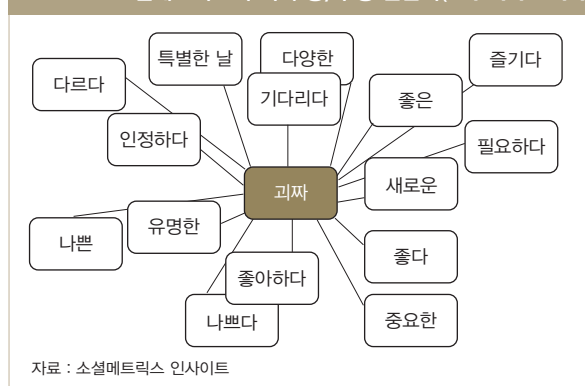 특별한 날
다양한
즐기다
다르다
기다리다
좋은
인정하다
필요하다
괴짜
새로운
유명한
나쁜
좋다
좋아하다
나쁘다
중요한
자료 : 소셜메트릭스 인사이트